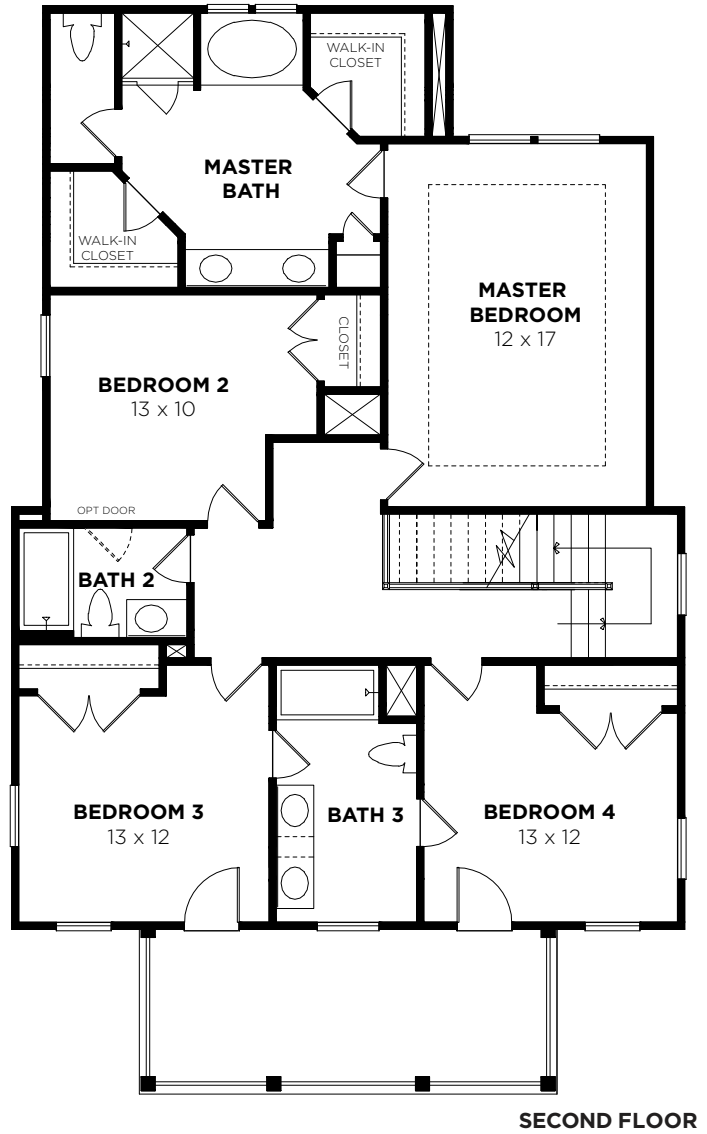 WALK-IN
CLOSET
MASTER
BATH
WALK-IN
CLOSET
MASTER
BEDROOM
12 x 17
CLOSET
BEDROOM 2
13 x 10
OPT DOOR
BATH 2
BEDROOM 3
13 x 12
BATH 3
BEDROOM 4
13 x 12
SECOND FLOOR